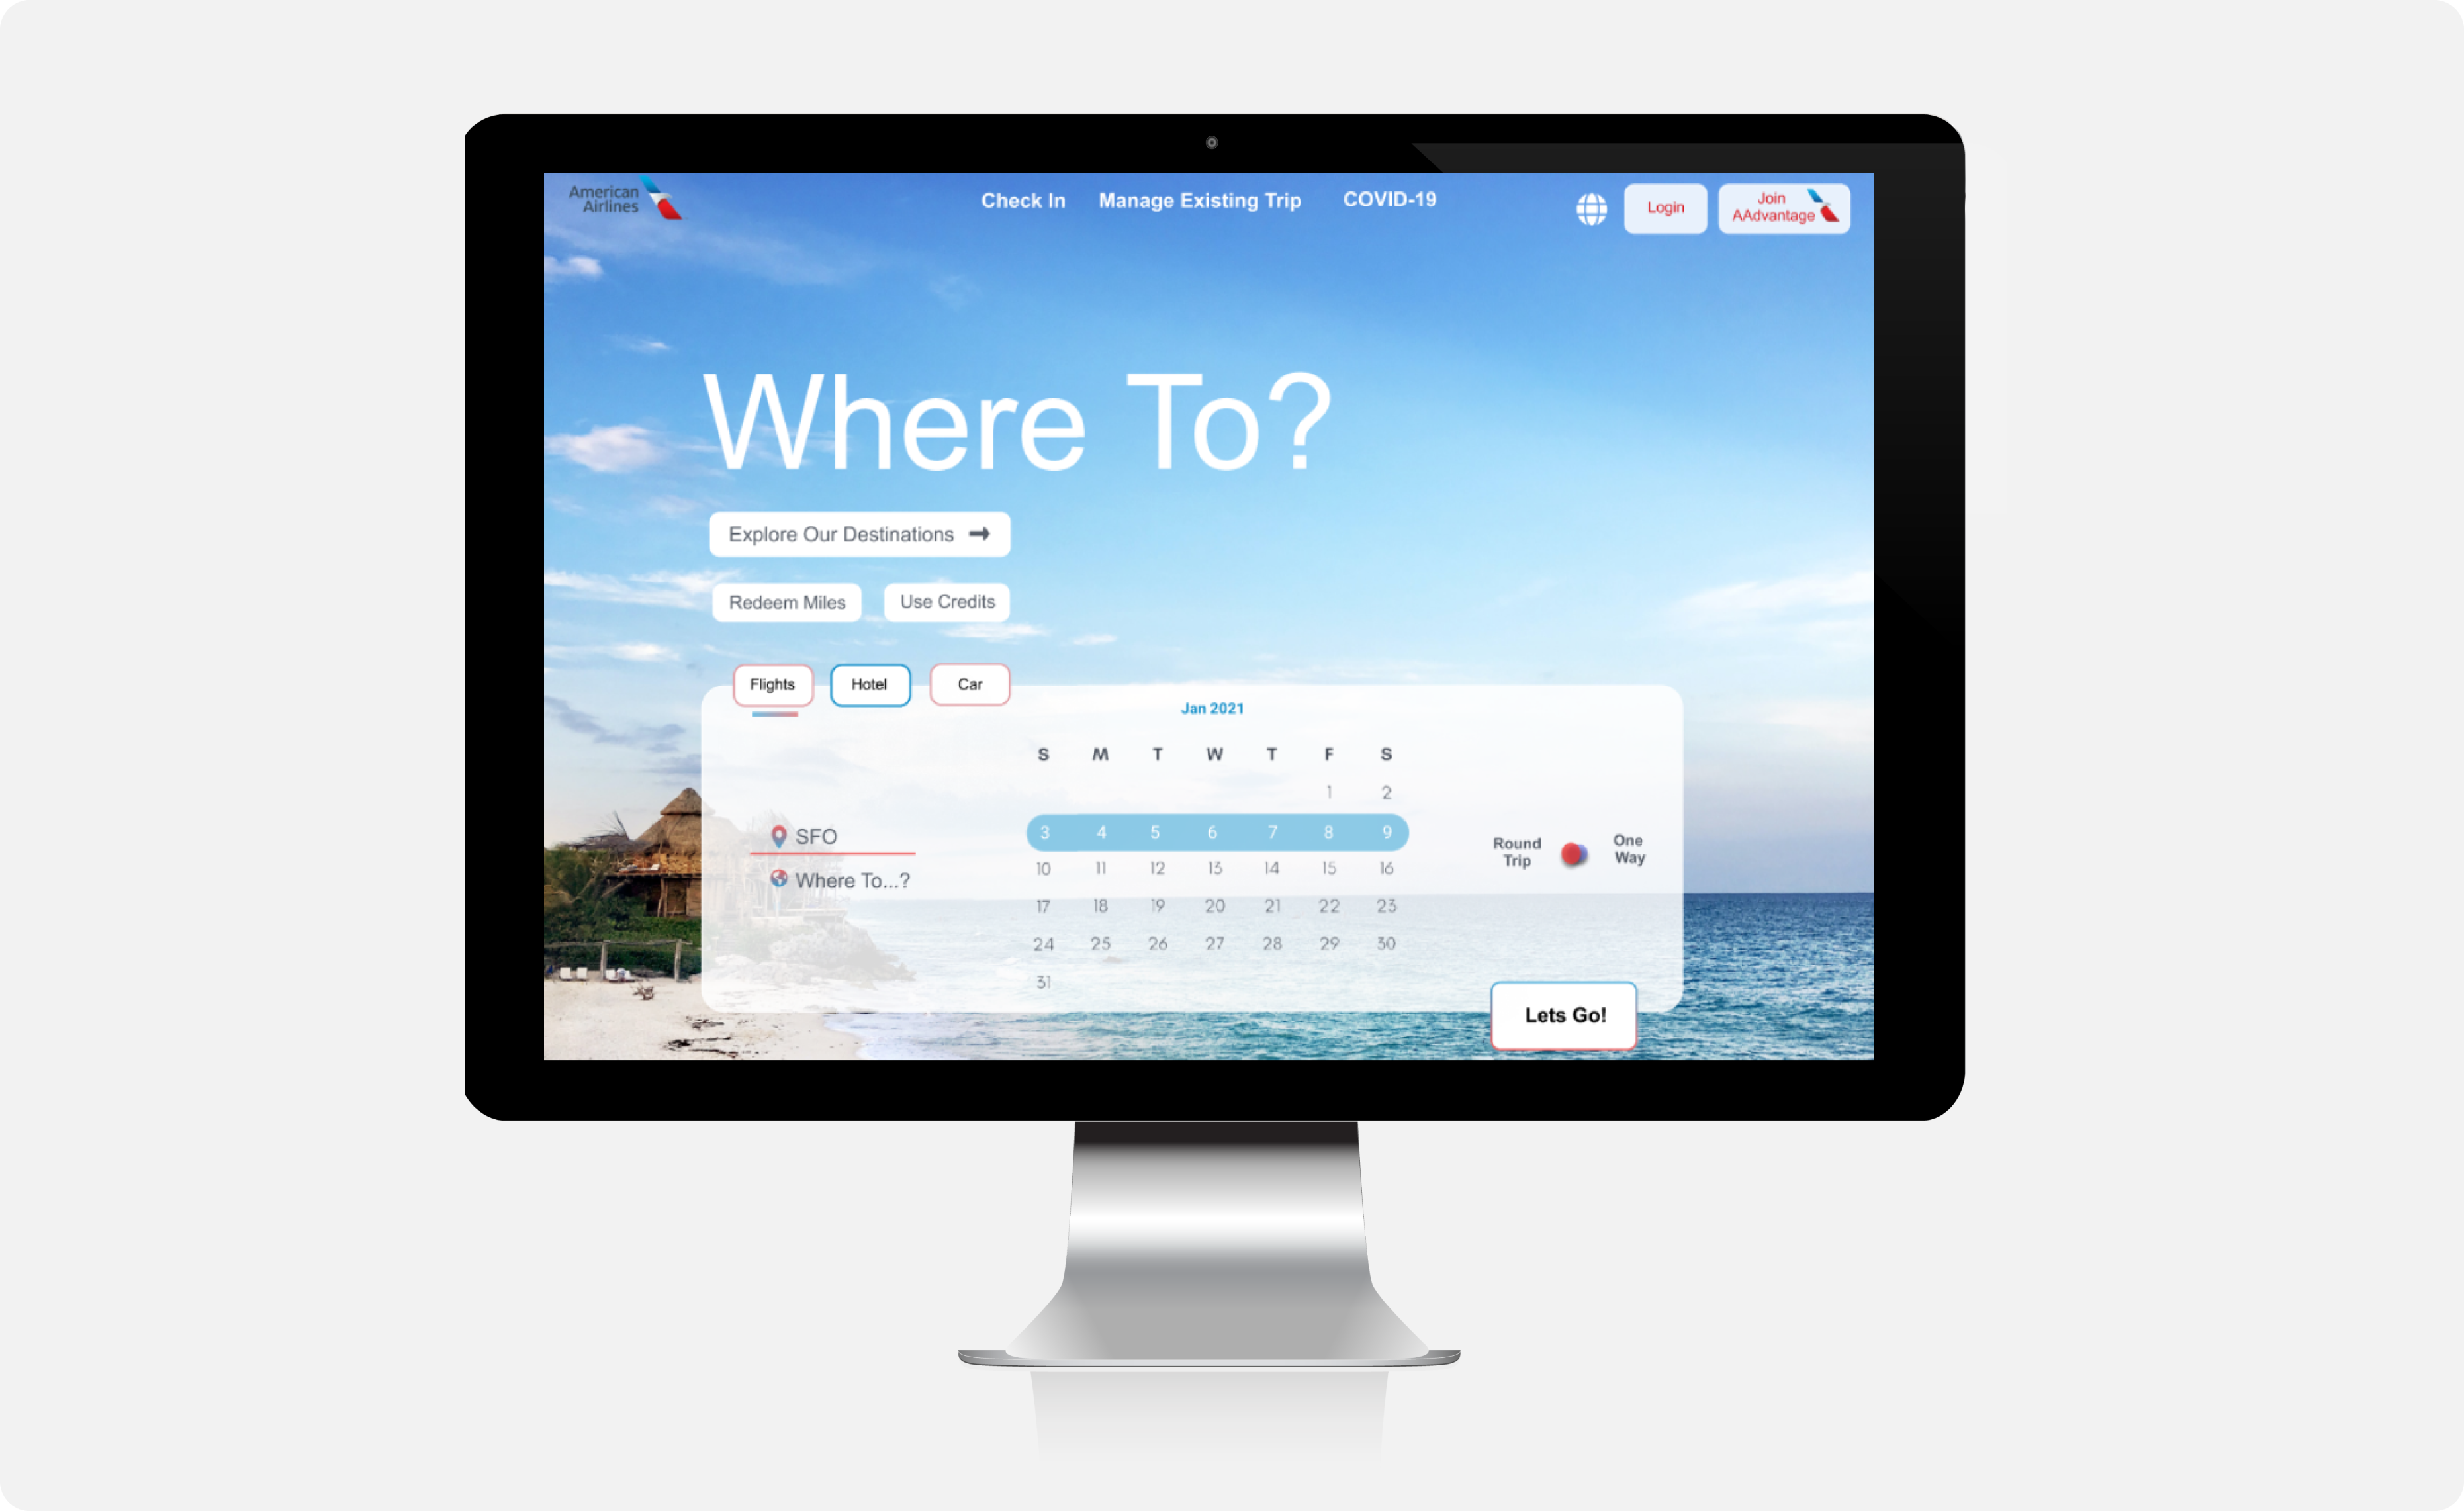 American
Airlines
Check In
Manage Existing Trip
COVID-19
Login
Join
AAdvantage
Where To?
Explore Our Destinations
Redeem Miles
Use Credits
Flights
Hotel
Car
Jan 2021
S M T W T F S
1 2
3 4 5 6 7 8 9
10 11 12 13 14 15 16
17 18 19 20 21 22 23
24 25 26 27 28 29 30
31
SFO
Where To...?
Round
Trip
One
Way
Lets Go!